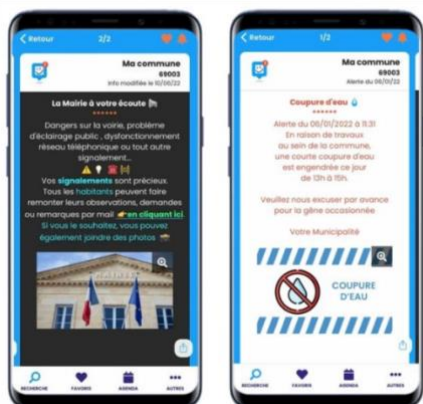 Retour
2/2
Ma commune
69003
Info modifiée le 10/06/22
La Mairie à votre écoute
Dangers sur la voirie, problème
d'éclairage public , dysfonctionnement
réseau téléphonique ou tout autre
signalement...
Vos signalements sont précieux.
Tous les habitants peuvent faire
remonter leurs observations, demandes
ou remarques par mail 👉en cliquant ici.
Si vous le souhaitez, vous pouvez
également joindre des photos
MAIRIE
RECHERCHE
FAVORIS
AGENDA
AUTRES
Retour
1/2
Ma commune
69003
Alerte du 06/01/22
Coupure d'eau
Alerte du 06/01/2022 à 11:31
En raison de travaux
au sein de la commune,
une courte coupure d'eau
est engendrée ce jour
de 13h à 15h.
Veuillez nous excuser par avance
pour la gêne occasionnée
Votre Municipalité
COUPURE
D'EAU
RECHERCHE
FAVORIS
AGENDA
AUTRES